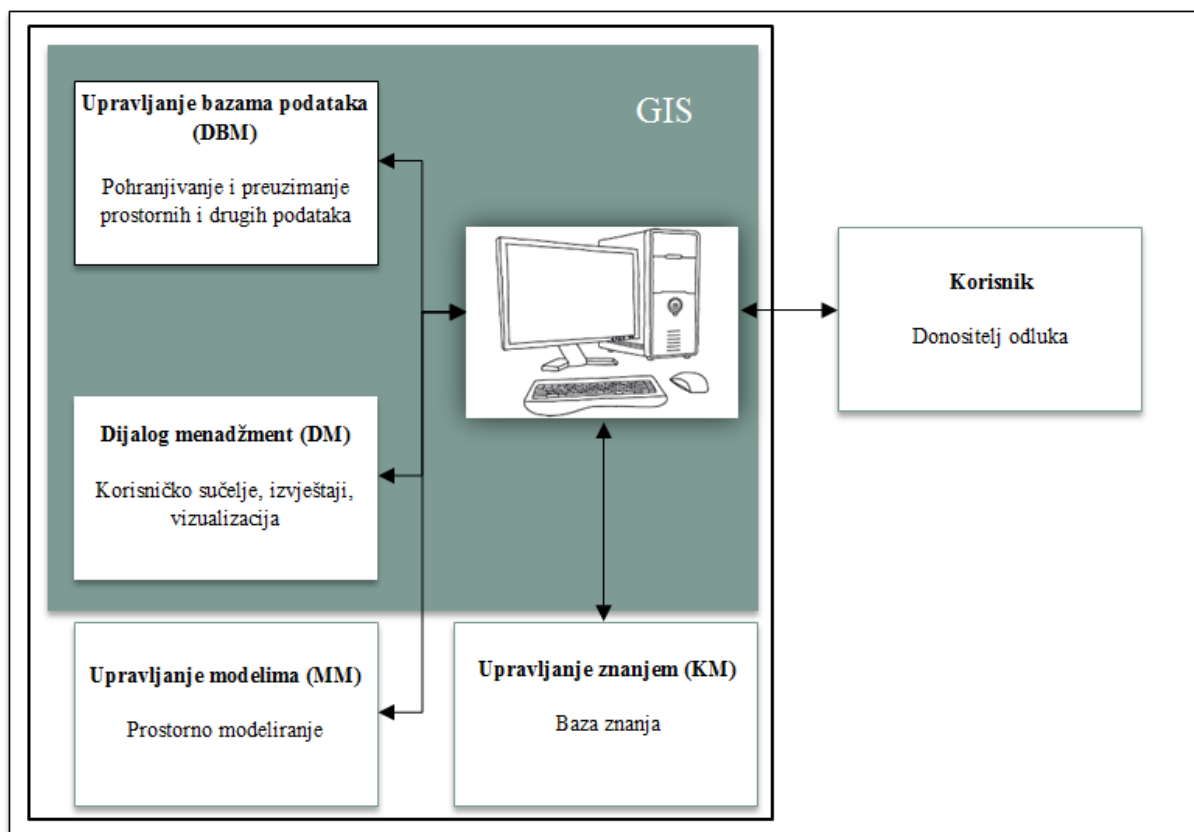 Upravljanje bazama podataka
(DBM)
Pohranjivanje i preuzimanje
prostornih i drugih podataka
GIS
Korisnik
Donositelj odluka
Dijalog menadžment (DM)
Korisničko sučelje, izvještaji,
vizualizacija
Upravljanje modelima (MM)
Prostorno modeliranje
Upravljanje znanjem (KM)
Baza znanja